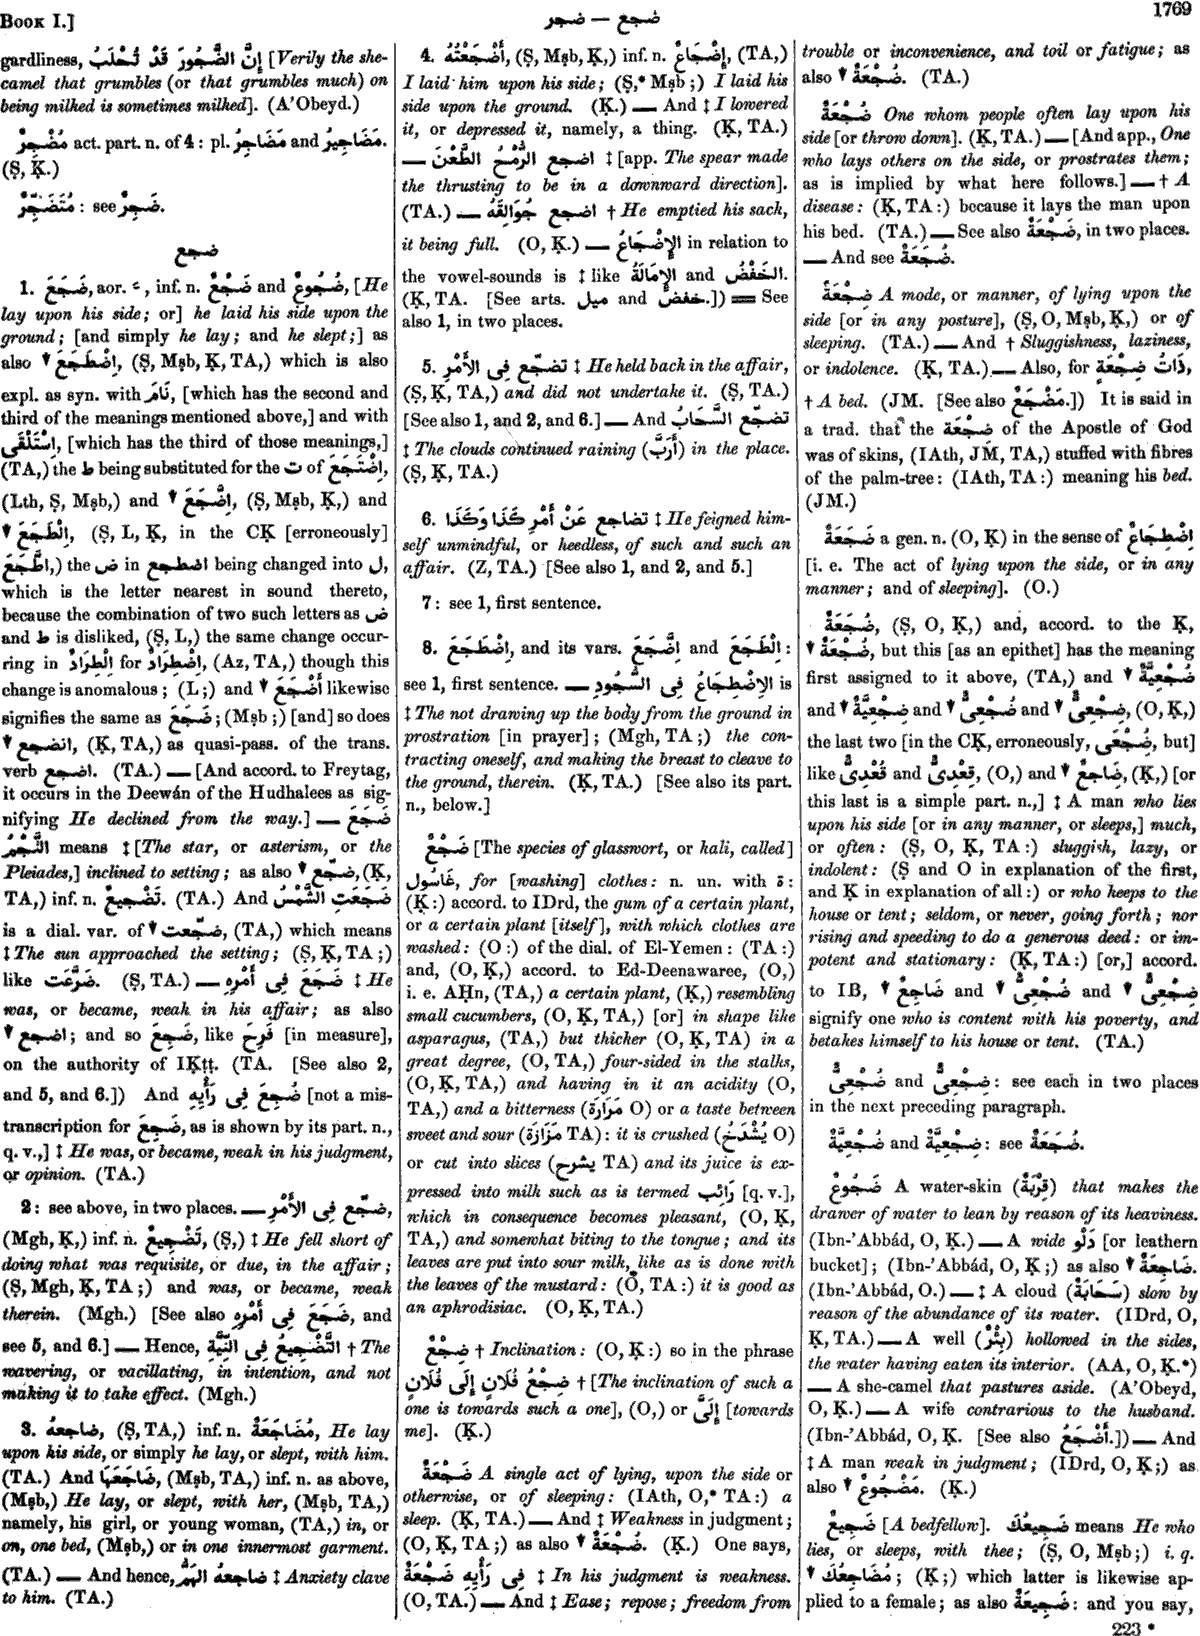 BOOK I.]
ضجع — ضجر
1769
gardliness, إِنَّ الضَّجُورَ قَدْ تُحْلَبُ [Verily the she-
camel that grumbles (or that grumbles much) on
being milked is sometimes milked]. (A'Obeyd.)
مُضْجِرٌ act. part. n. of 4 : pl. مَضَاجِرُ and مَضَاجِيرُ.
(Ṣ, Ḳ.)
مُتَضَجِّرٌ : see ضَجِرٌ.
ضجع
1. ضَجَعَ, aor. ـَ , inf. n. ضَجْعٌ and ضُجُوعٌ, [He
lay upon his side; or] he laid his side upon the
ground; [and simply he lay; and he slept;] as
also ▼ اِضْطَجَعَ, (Ṣ, Mṣb, Ḳ, TA,) which is also
expl. as syn. with نَامَ, [which has the second and
third of the meanings mentioned above,] and with
اِسْتَلْقَى, [which has the third of those meanings,]
(TA,) the ط being substituted for the ت of اِضْتَجَعَ,
(Lth, Ṣ, Mṣb,) and ▼ اِضَّجَعَ, (Ṣ, Mṣb, Ḳ,) and
▼ اِلْطَجَعَ, (Ṣ, L, Ḳ, in the CḲ [erroneously]
اِطَّجَعَ,) the ض in اضطجع being changed into ل,
which is the letter nearest in sound thereto,
because the combination of two such letters as ض
and ط is disliked, (Ṣ, L,) the same change occur-
ring in اِلْطِرَادٌ for اِضْطِرَادٌ, (Az, TA,) though this
change is anomalous ; (L ;) and ▼ أَضْجَعَ likewise
signifies the same as ضَجَعَ ; (Mṣb ;) [and] so does
▼ انضجع, (Ḳ, TA,) as quasi-pass. of the trans.
verb اضجع. (TA.) — [And accord. to Freytag,
it occurs in the Deewán of the Hudhalees as sig-
nifying He declined from the way.] — ضَجَعَ
النَّجْمُ means ‡ [The star, or asterism, or the
Pleiades,] inclined to setting; as also ▼ ضجّع, (Ḳ,
TA,) inf. n. تَضْجِيعٌ. (TA.) And ضَجَعَتِ الشَّمْسُ
is a dial. var. of ▼ ضجّعت, (TA,) which means
‡ The sun approached the setting; (Ṣ, Ḳ, TA ;)
like ضَرَّعَت. (Ṣ, TA.) — ضَجَعَ فِى أَمْرِهِ ‡ He
was, or became, weak in his affair; as also
▼ اضجع ; and so ضَجِعَ, like فَرِحَ [in measure],
on the authority of IḲṭṭ. (TA. [See also 2,
and 5, and 6.]) And ضُجِعَ فِى رَأْيِهِ [not a mis-
transcription for ضَجِعَ, as is shown by its part. n.,
q. v.,] ‡ He was, or became, weak in his judgment,
or opinion. (TA.)
2 : see above, in two places. — ضجّع فِى الأَمْرِ,
(Mgh, Ḳ,) inf. n. تَضْجِيعٌ, (Ṣ,) ‡ He fell short of
doing what was requisite, or due, in the affair;
(Ṣ, Mgh, Ḳ, TA ;) and was, or became, weak
therein. (Mgh.) [See also ضَجَعَ فِى أَمْرِهِ, and
see 5, and 6.] — Hence, التَّضْجِيعُ فِى النِّيَّةِ † The
wavering, or vacillating, in intention, and not
making it to take effect. (Mgh.)
3. ضاجعهُ, (Ṣ, TA,) inf. n. مُضَاجَعَةٌ, He lay
upon his side, or simply he lay, or slept, with him.
(TA.) And ضَاجَعَهَا, (Mṣb, TA,) inf. n. as above,
(Mṣb,) He lay, or slept, with her, (Mṣb, TA,)
namely, his girl, or young woman, (TA,) in, or
on, one bed, (Mṣb,) or in one innermost garment.
(TA.) — And hence, ضاجعهُ الهَمُّ ‡ Anxiety clave
to him. (TA.)
4. أَضْجَعْتُهُ, (Ṣ, Mṣb, Ḳ,) inf. n. إِضْجَاعٌ, (TA,)
I laid him upon his side; (Ṣ,* Mṣb ;) I laid his
side upon the ground. (Ḳ.) — And ‡ I lowered
it, or depressed it, namely, a thing. (Ḳ, TA.)
— اضجع الرُّمْحُ الطَّعْنَ ‡ [app. The spear made
the thrusting to be in a downward direction].
(TA.) — اضجع جُوَالِقَهُ † He emptied his sack,
it being full. (O, Ḳ.) — الإِضْجَاعُ in relation to
the vowel-sounds is ‡ like الإِمَالَةُ and الخَفْضُ.
(Ḳ, TA. [See arts. ميل and خفض.]) = See
also 1, in two places.
5. تضجّع فِى الأَمْرِ ‡ He held back in the affair,
(Ṣ, Ḳ, TA,) and did not undertake it. (Ṣ, TA.)
[See also 1, and 2, and 6.] — And تضجّع السَّحَابُ
‡ The clouds continued raining (أَرَبَّ) in the place.
(Ṣ, Ḳ, TA.)
6. تضاجع عَنْ أَمْرِ كَذَا وَكَذَا ‡ He feigned him-
self unmindful, or heedless, of such and such an
affair. (Z, TA.) [See also 1, and 2, and 5.]
7 : see 1, first sentence.
8. اِضْطَجَعَ, and its vars. اِضَّجَعَ and اِلْطَجَعَ :
see 1, first sentence. — الاِضْطِجَاعُ فِى السُّجُودِ is
‡ The not drawing up the body from the ground in
prostration [in prayer] ; (Mgh, TA ;) the con-
tracting oneself, and making the breast to cleave to
the ground, therein. (Ḳ, TA.) [See also its part.
n., below.]
ضَجْعٌ [The species of glasswort, or kali, called]
غَاسُول, for [washing] clothes : n. un. with ة :
(Ḳ :) accord. to IDrd, the gum of a certain plant,
or a certain plant [itself], with which clothes are
washed: (O :) of the dial. of El-Yemen : (TA :)
and, (O, Ḳ,) accord. to Ed-Deenawaree, (O,)
i. e. AḤn, (TA,) a certain plant, (Ḳ,) resembling
small cucumbers, (O, Ḳ, TA,) [or] in shape like
asparagus, (TA,) but thicker (O, Ḳ, TA) in a
great degree, (O, TA,) four-sided in the stalks,
(O, Ḳ, TA,) and having in it an acidity (O,
TA,) and a bitterness (مَرَارَة O) or a taste between
sweet and sour (مَزَازَة TA) : it is crushed (يُشْدَخُ O)
or cut into slices (يشرح TA) and its juice is ex-
pressed into milk such as is termed رَائِب [q. v.],
which in consequence becomes pleasant, (O, Ḳ,
TA,) and somewhat biting to the tongue; and its
leaves are put into sour milk, like as is done with
the leaves of the mustard: (O, TA :) it is good as
an aphrodisiac. (O, Ḳ, TA.)
ضِجْعٌ † Inclination : (O, Ḳ :) so in the phrase
ضِجْعُ فُلَانٍ إِلَى فُلَانٍ † [The inclination of such a
one is towards such a one], (O,) or إِلَىَّ [towards
me]. (Ḳ.)
ضَجْعَةٌ A single act of lying, upon the side or
otherwise, or of sleeping : (IAth, O,* TA :) a
sleep. (Ḳ, TA.) — And ‡ Weakness in judgment ;
(O, Ḳ, TA ;) as also ▼ ضُجْعَةٌ. (Ḳ.) One says,
فِى رَأْيِهِ ضَجْعَةٌ ‡ In his judgment is weakness.
(O, TA.) — And ‡ Ease; repose; freedom from
trouble or inconvenience, and toil or fatigue; as
also ▼ ضُجْعَةٌ. (TA.)
ضُجْعَةٌ One whom people often lay upon his
side [or throw down]. (Ḳ, TA.) — [And app., One
who lays others on the side, or prostrates them;
as is implied by what here follows.] — † A
disease : (Ḳ, TA :) because it lays the man upon
his bed. (TA.) — See also ضَجْعَةٌ, in two places.
— And see ضُجَعَةٌ.
ضِجْعَةٌ A mode, or manner, of lying upon the
side [or in any posture], (Ṣ, O, Mṣb, Ḳ,) or of
sleeping. (TA.) — And † Sluggishness, laziness,
or indolence. (Ḳ, TA.) — Also, for ذَاتُ ضِجْعَةٍ,
† A bed. (JM. [See also مَضْجَعٌ.]) It is said in
a trad. that the ضِجْعَة of the Apostle of God
was of skins, (IAth, JM, TA,) stuffed with fibres
of the palm-tree : (IAth, TA :) meaning his bed.
(JM.)
ضَجَعَةٌ a gen. n. (O, Ḳ) in the sense of اِضْطِجَاعٌ
[i. e. The act of lying upon the side, or in any
manner; and of sleeping]. (O.)
ضُجَعَةٌ, (Ṣ, O, Ḳ,) and, accord. to the Ḳ,
▼ ضُجْعَةٌ, but this [as an epithet] has the meaning
first assigned to it above, (TA,) and ▼ ضُجْعِيَّةٌ
and ▼ ضِجْعِيَّةٌ and ▼ ضُجْعِىٌّ and ▼ ضِجْعِىٌّ, (O, Ḳ,)
the last two [in the CḲ, erroneously, ضُجْعَى, but]
like قُعْدِىٌّ and قِعْدِىٌّ, (O,) and ▼ ضَاجِعٌ, (Ḳ,) [or
this last is a simple part. n.,] ‡ A man who lies
upon his side [or in any manner, or sleeps,] much,
or often : (Ṣ, O, Ḳ, TA :) sluggish, lazy, or
indolent : (Ṣ and O in explanation of the first,
and Ḳ in explanation of all :) or who keeps to the
house or tent; seldom, or never, going forth; nor
rising and speeding to do a generous deed: or im-
potent and stationary : (Ḳ, TA :) [or,] accord.
to IB, ▼ ضَاجِعٌ and ▼ ضُجْعِىٌّ and ▼ ضِجْعِىٌّ
signify one who is content with his poverty, and
betakes himself to his house or tent. (TA.)
ضُجْعِىٌّ and ضِجْعِىٌّ : see each in two places
in the next preceding paragraph.
ضُجْعِيَّةٌ and ضِجْعِيَّةٌ : see ضُجَعَةٌ.
ضَجُوعٌ A water-skin (قِرْبَةٌ) that makes the
drawer of water to lean by reason of its heaviness.
(Ibn-'Abbád, O, Ḳ.) — A wide دَلْو [or leathern
bucket] ; (Ibn-'Abbád, O, Ḳ ;) as also ▼ ضَاجِعَةٌ.
(Ibn-'Abbád, O.) — ‡ A cloud (سَحَابَةٌ) slow by
reason of the abundance of its water. (IDrd, O,
Ḳ, TA.) — A well (بِئْرٌ) hollowed in the sides,
the water having eaten its interior. (AA, O, Ḳ.*)
— A she-camel that pastures aside. (A'Obeyd,
O, Ḳ.) — A wife contrarious to the husband.
(Ibn-'Abbád, O, Ḳ. [See also أَضْجَعُ.]) — And
‡ A man weak in judgment; (IDrd, O, Ḳ;) as
also ▼ مَضْجُوعٌ. (Ḳ.)
ضَجِيعٌ [A bedfellow]. ضَجِيعُكَ means He who
lies, or sleeps, with thee; (Ṣ, O, Mṣb ;) i. q.
▼ مُضَاجِعُكَ ; (Ḳ ;) which latter is likewise ap-
plied to a female ; as also ضَجِيعَةٌ : and you say,
223 *